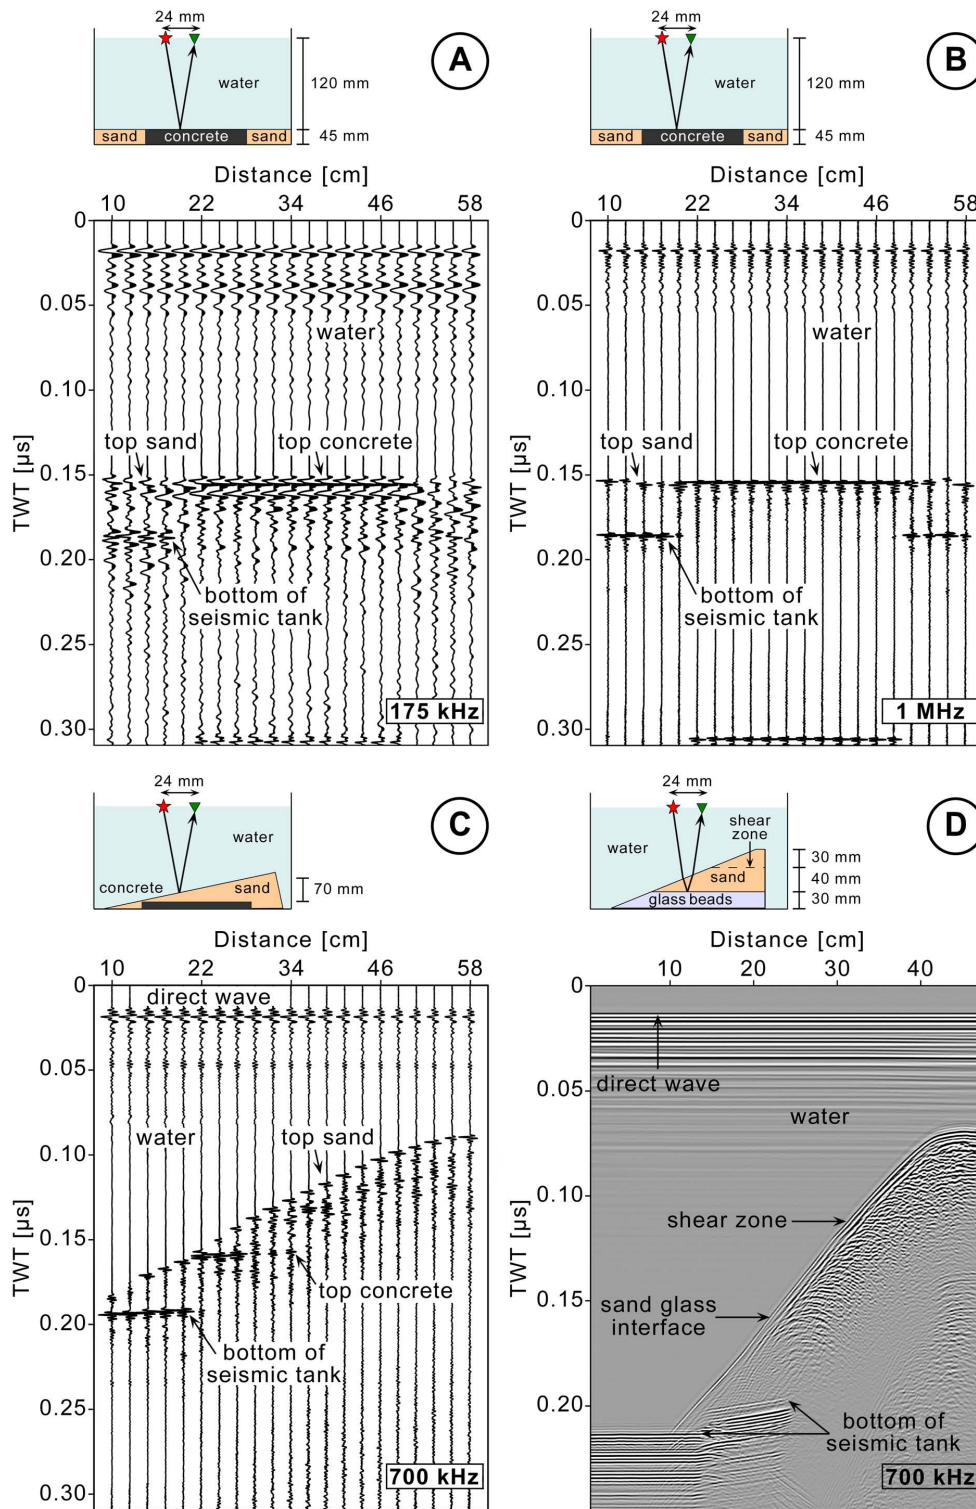 24 mm
A
water
120 mm
sand
concrete
sand
45 mm
Distance [cm]
10 22 34 46 58
0
0.05
water
0.10
top sand
top concrete
TWT [µs]
0.15
0.20
bottom of
seismic tank
0.25
0.30
175 kHz
24 mm
B
water
120 mm
sand
concrete
sand
45 mm
Distance [cm]
10 22 34 46 58
0
0.05
water
0.10
top sand
top concrete
TWT [µs]
0.15
0.20
bottom of
seismic tank
0.25
0.30
1 MHz
24 mm
C
water
concrete
sand
70 mm
Distance [cm]
10 22 34 46 58
0
direct wave
0.05
0.10
water
top sand
TWT [µs]
0.15
top concrete
0.20
bottom of
seismic tank
0.25
0.30
700 kHz
24 mm
D
shear
zone
water
30 mm
sand
40 mm
glass beads
30 mm
Distance [cm]
10 20 30 40
0
0.05
direct wave
water
0.10
shear zone
TWT [µs]
0.15
sand glass
interface
0.20
bottom of
seismic tank
700 kHz